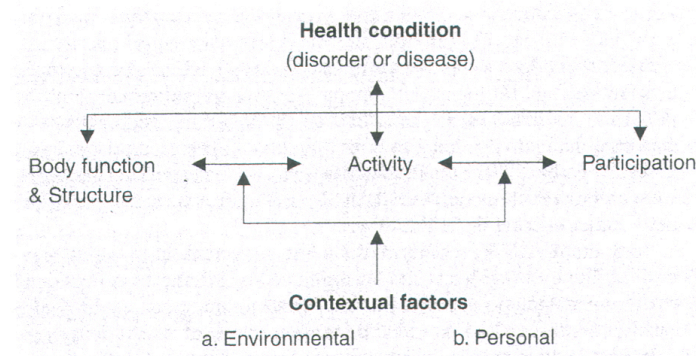 Health condition
(disorder or disease)
Body function
& Structure
Activity
Participation
Contextual factors
a. Environmental b. Personal